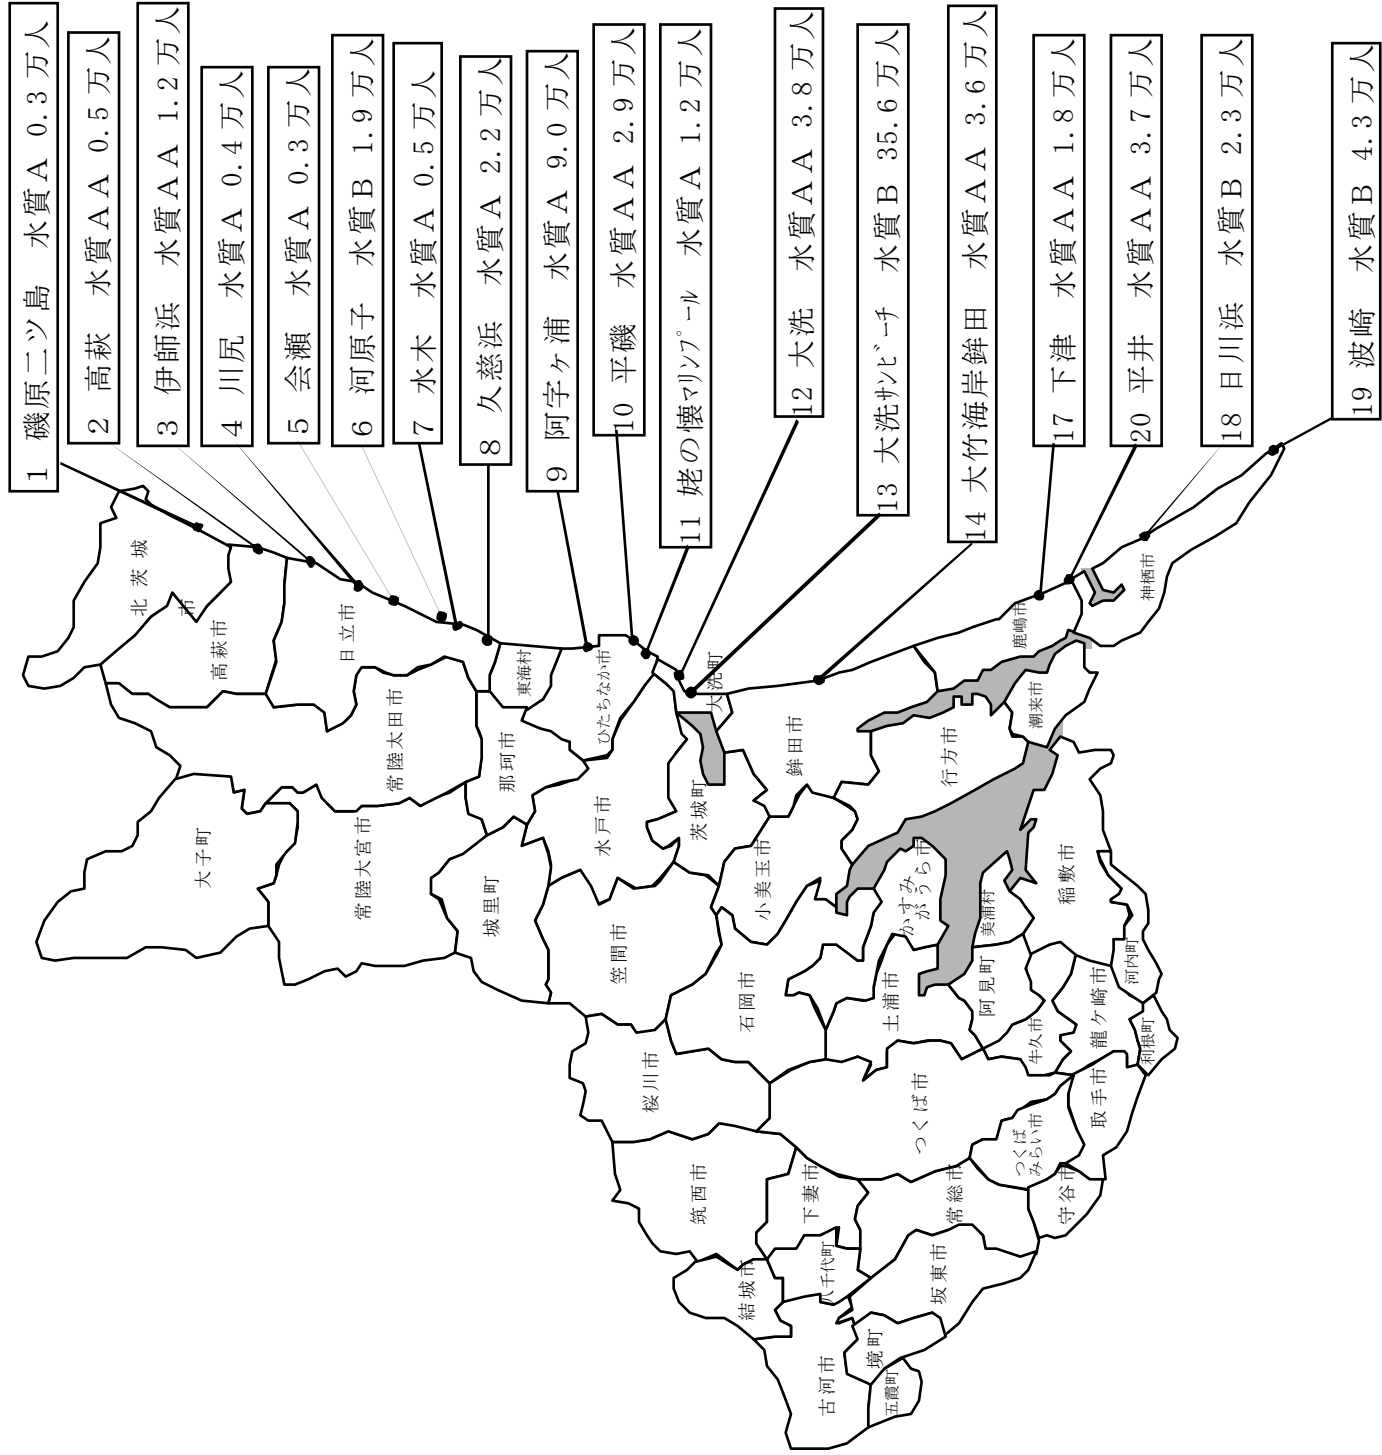 1 磯原二ツ島 水質A 0.3万人
2 高萩 水質AA 0.5万人
3 伊師浜 水質AA 1.2万人
4 川尻 水質A 0.4万人
5 会瀬 水質A 0.3万人
6 河原子 水質B 1.9万人
7 水木 水質A 0.5万人
8 久慈浜 水質A 2.2万人
9 阿字ヶ浦 水質A 9.0万人
10 平磯 水質AA 2.9万人
11 姥の懐マリンプール 水質A 1.2万人
12 大洗 水質AA 3.8万人
13 大洗サンビーチ 水質B 35.6万人
14 大竹海岸鉾田 水質AA 3.6万人
17 下津 水質AA 1.8万人
20 平井 水質AA 3.7万人
18 日川浜 水質B 2.3万人
19 波崎 水質B 4.3万人
北茨城
市
高萩市
日立市
東海村
ひたちなか市
大洗町
鹿嶋市
神栖市
常陸太田市
那珂市
鉾田市
行方市
潮来市
大子町
常陸大宮市
城里町
水戸市
茨城町
小美玉市
かすみ
がうら市
美浦村
稲敷市
笠間市
石岡市
土浦市
阿見町
牛久市
龍ケ崎市
河内町
利根町
桜川市
つくば市
つくば
みらい市
取手市
守谷市
筑西市
下妻市
常総市
結城市
八千代町
坂東市
古河市
境町
五霞町